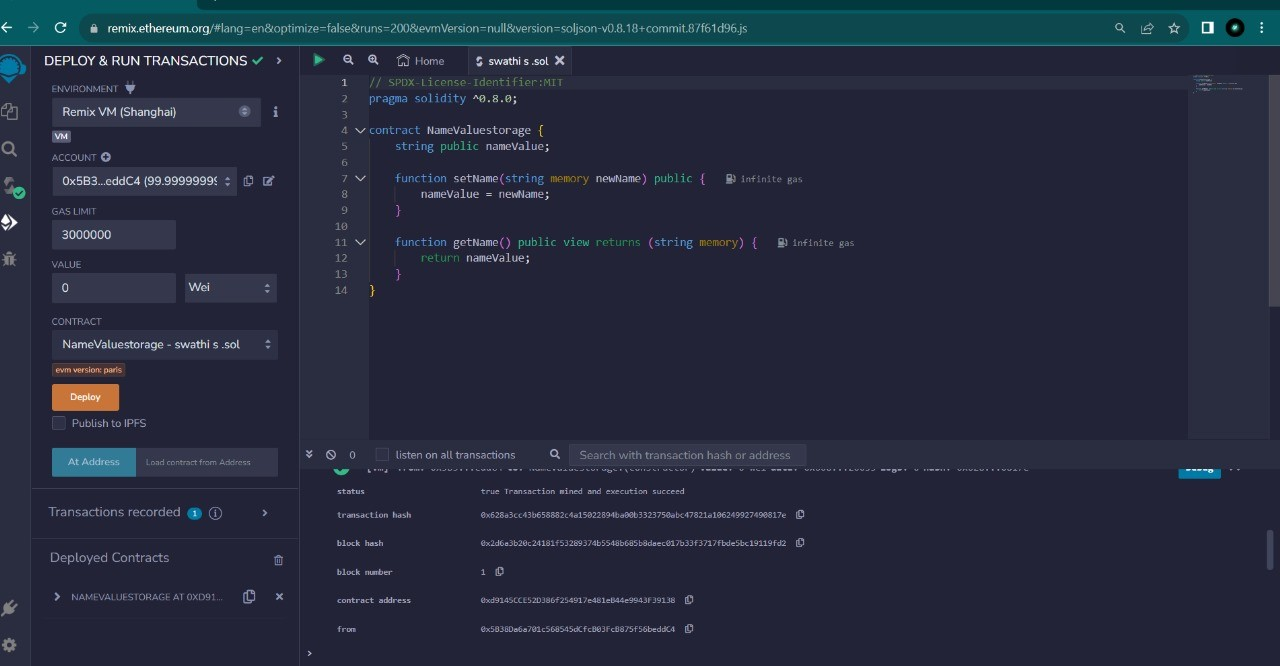 remix.ethereum.org/#lang=en&optimize=false&runs=200&evmVersion=null&version=soljson-v0.8.18+commit.87f61d96.js
DEPLOY & RUN TRANSACTIONS
ENVIRONMENT
Remix VM (Shanghai)
VM
ACCOUNT
0x5B3...eddC4 (99.99999999
GAS LIMIT
3000000
VALUE
0
Wei
CONTRACT
NameValuestorage - swathi s .sol
evm version: paris
Deploy
Publish to IPFS
At Address
Load contract from Address
Transactions recorded 1
Deployed Contracts
NAMEVALUESTORAGE AT 0XD91...
Home
swathi s .sol
1 // SPDX-License-Identifier:MIT
2 pragma solidity ^0.8.0;
3
4 contract NameValuestorage {
5 string public nameValue;
6
7 function setName(string memory newName) public { infinite gas
8 nameValue = newName;
9 }
10
11 function getName() public view returns (string memory) { infinite gas
12 return nameValue;
13 }
14 }
0
listen on all transactions
Search with transaction hash or address
status true Transaction mined and execution succeed
transaction hash
block hash
block number 1
contract address
from